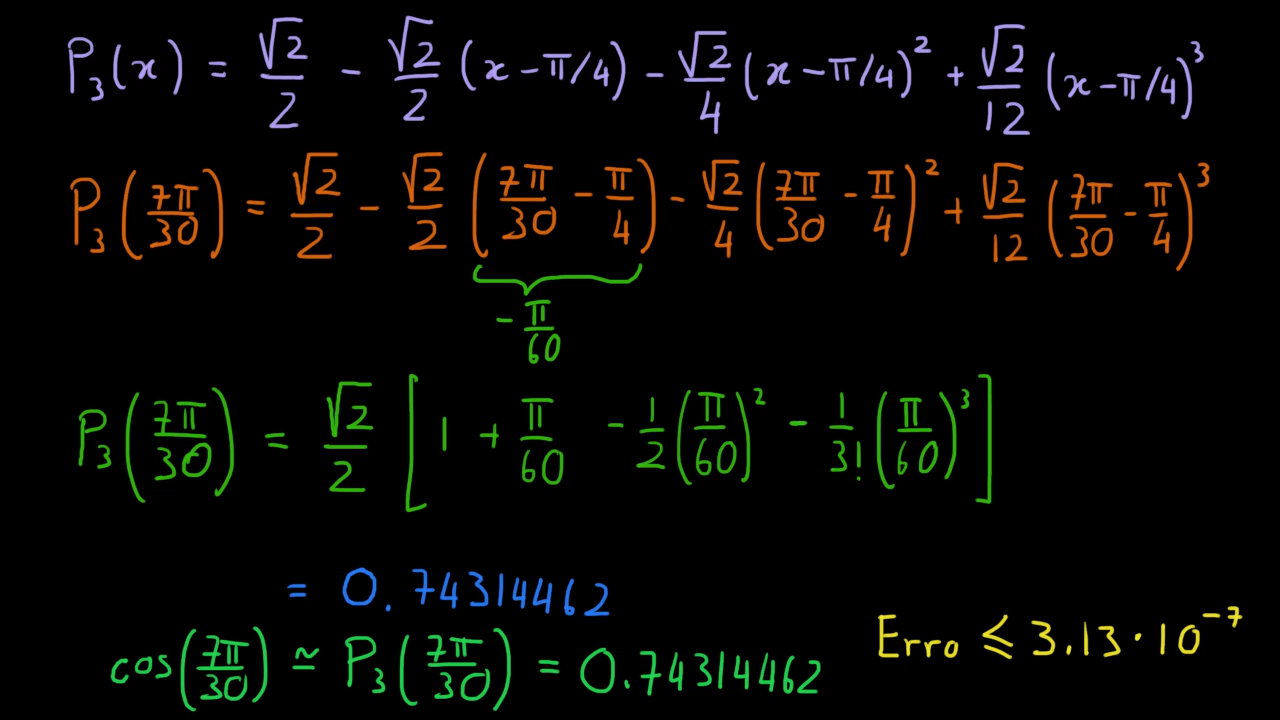 P₃(x) = √2/2 - √2/2 (x-π/4) - √2/4 (x-π/4)² + √2/12 (x-π/4)³
P₃(7π/30) = √2/2 - √2/2 (7π/30 - π/4) - √2/4 (7π/30 - π/4)² + √2/12 (7π/30 - π/4)³
- π/60
P₃(7π/30) = √2/2 [1 + π/60 - 1/2 (π/60)² - 1/3! (π/60)³]
= 0.74314462
cos(7π/30) ≃ P₃(7π/30) = 0.74314462
Erro ⩽ 3.13·10⁻⁷